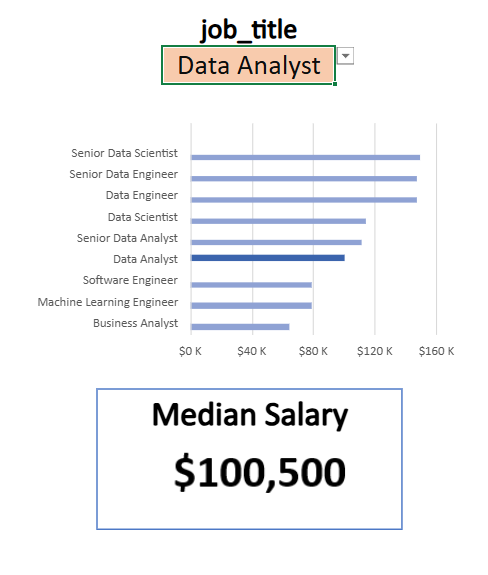 job_title
Data Analyst
Senior Data Scientist
Senior Data Engineer
Data Engineer
Data Scientist
Senior Data Analyst
Data Analyst
Software Engineer
Machine Learning Engineer
Business Analyst
$0 K $40 K $80 K $120 K $160 K
Median Salary
$100,500